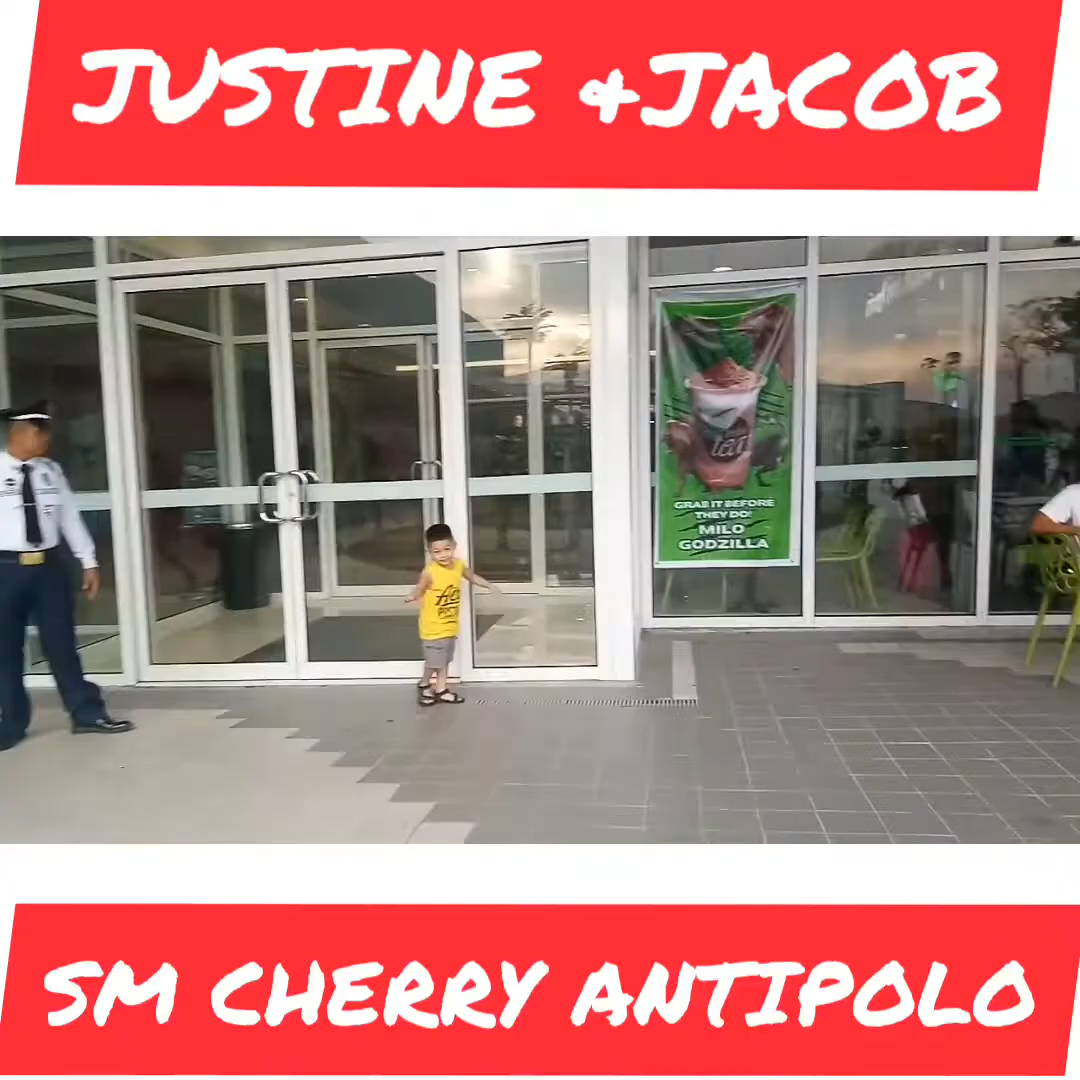 JUSTINE &JACOB
GRAB IT BEFORE
THEY DO!
MILO
GODZILLA
SM CHERRY ANTIPOLO